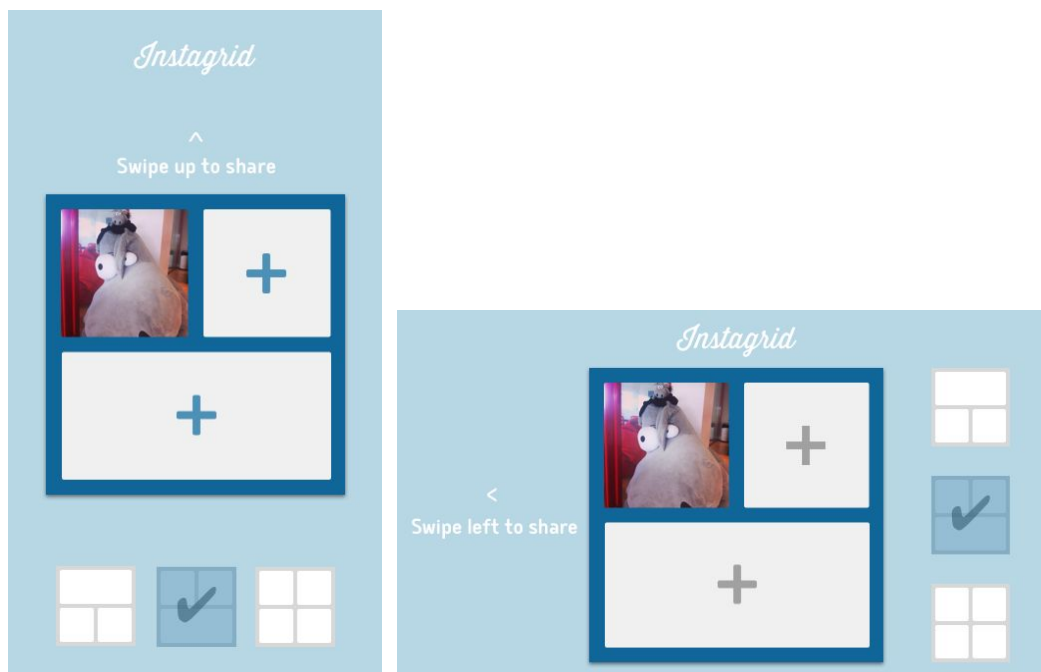 Instagrid
^
Swipe up to share
Instagrid
<
Swipe left to share